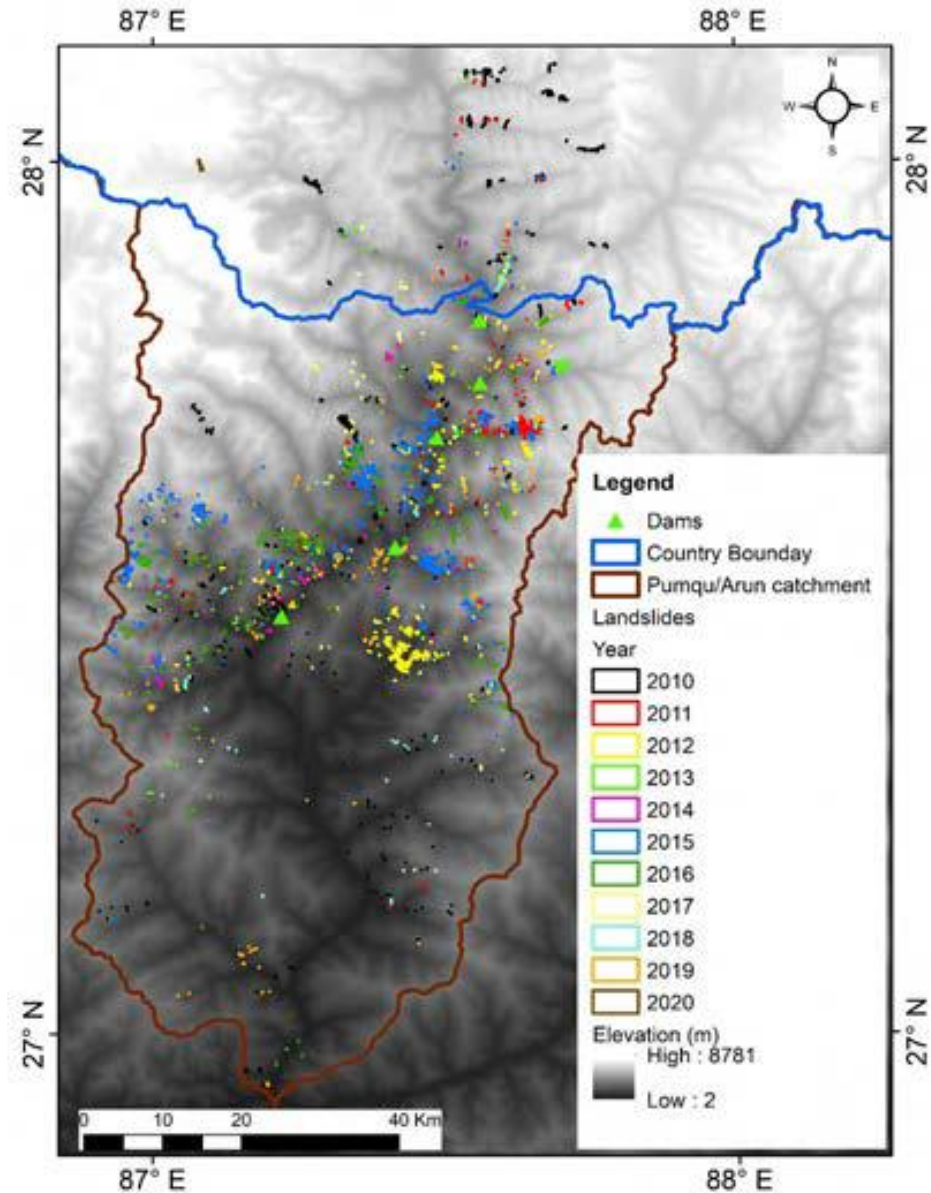 87° E 88° E
N
W E
S
28° N 28° N
Legend
Dams
Country Bounday
Pumqu/Arun catchment
Landslides
Year
2010
2011
2012
2013
2014
2015
2016
2017
2018
2019
2020
27° N 27° N
Elevation (m)
High : 8781
Low : 2
0 10 20 40 Km
87° E 88° E